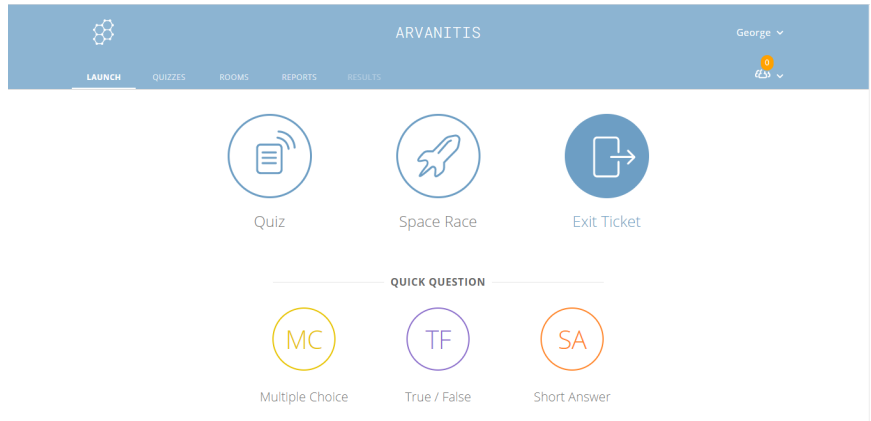 ARVANITIS
George
LAUNCH QUIZZES ROOMS REPORTS RESULTS
0
Quiz Space Race Exit Ticket
QUICK QUESTION
MC TF SA
Multiple Choice True / False Short Answer